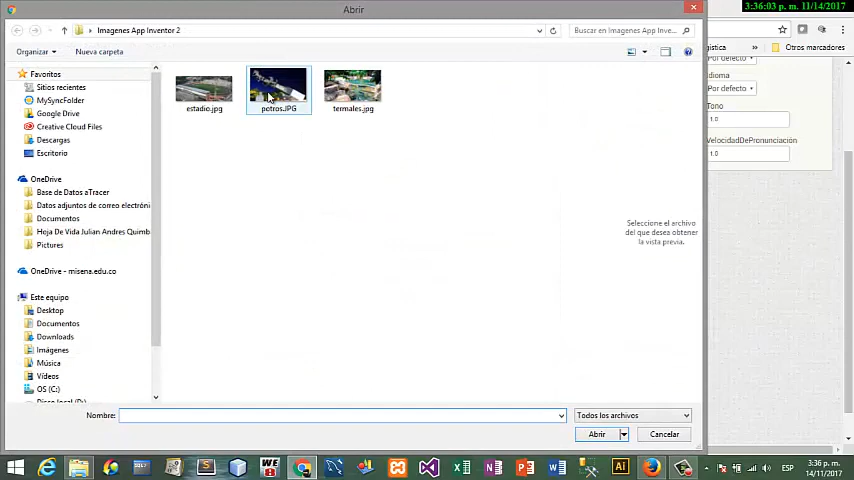 Abrir
3:36:03 p. m. 11/14/2017
Imagenes App Inventor 2
Buscar en Imagenes App Inve...
Organizar
Nueva carpeta
gistica
Otros marcadores
Favoritos
Sitios recientes
MySyncFolder
Google Drive
Creative Cloud Files
Descargas
Escritorio
OneDrive
Base de Datos aTracer
Datos adjuntos de correo electróni
Documentos
Hoja De Vida Julian Andres Quimb
Pictures
OneDrive - misena.edu.co
Este equipo
Desktop
Documentos
Downloads
Imágenes
Música
Vídeos
OS (C:)
Disco local (D:)
estadio.jpg
potros.JPG
termales.jpg
Seleccione el archivo
del que desea obtener
la vista previa.
Por defecto
Idioma
Por defecto
Tono
1.0
VelocidadDePronunciación
1.0
Nombre:
Todos los archivos
Abrir
Cancelar
ESP
3:36 p. m.
14/11/2017